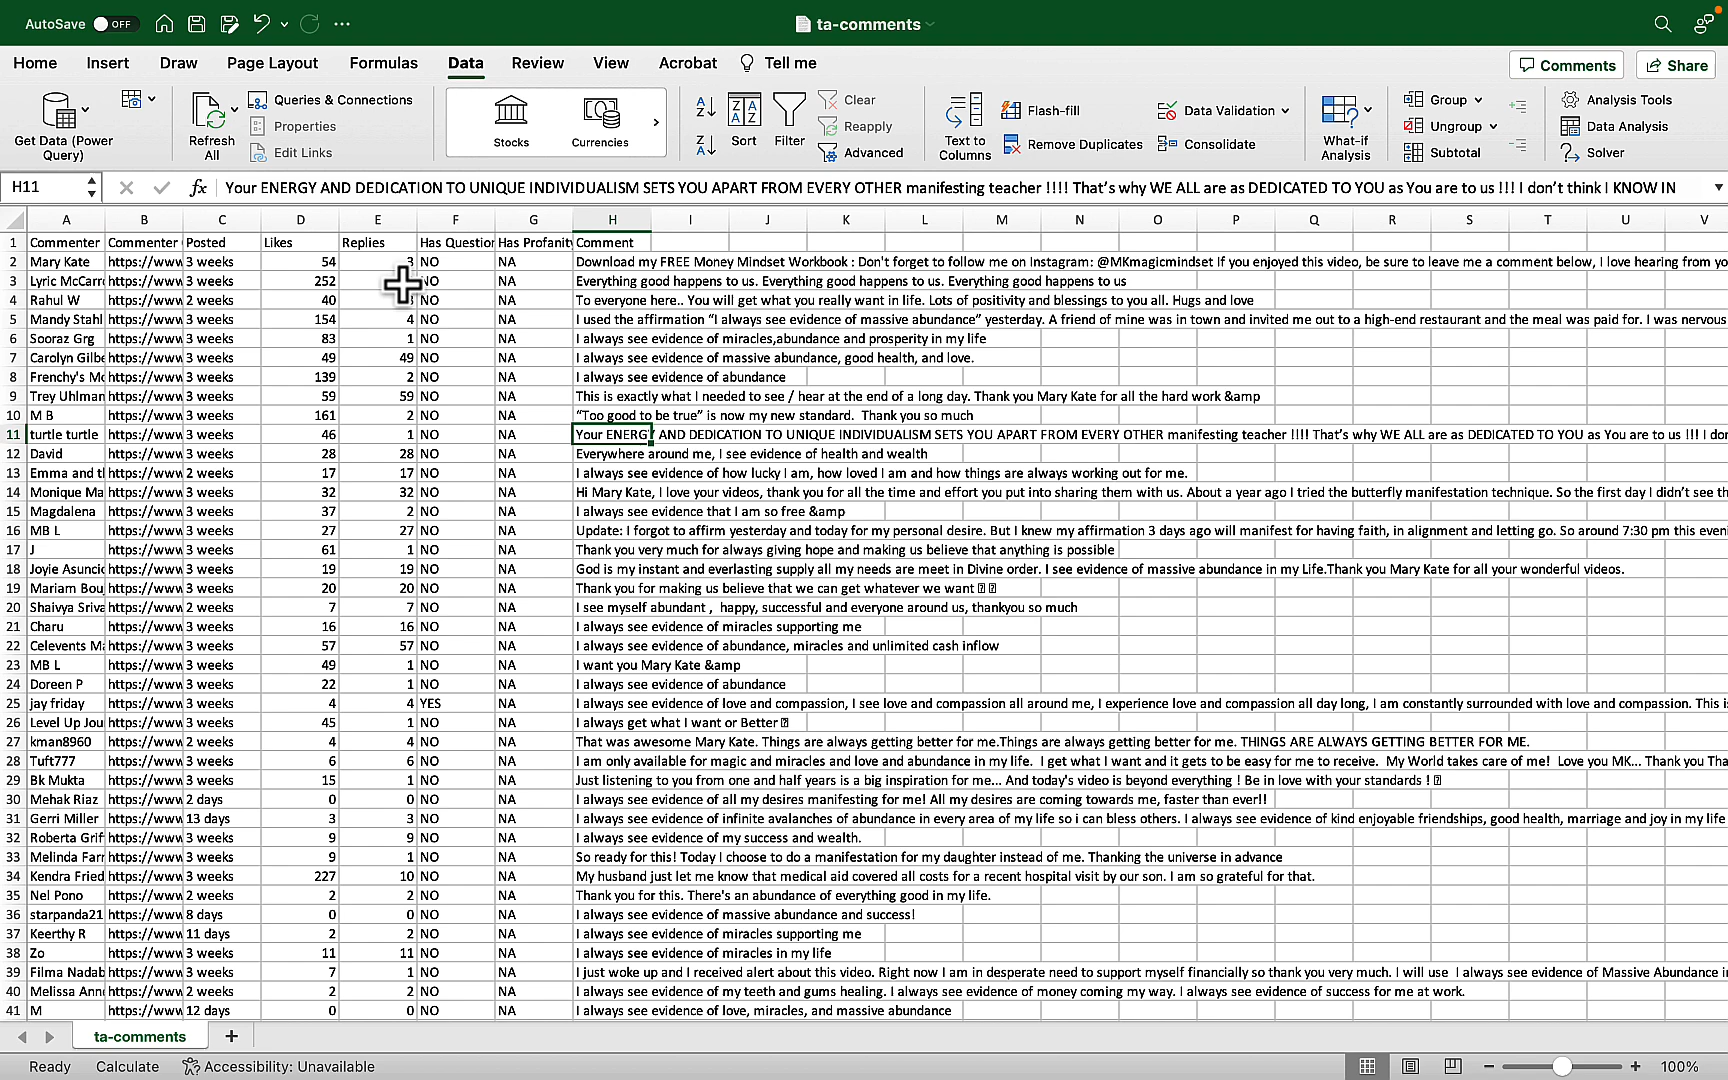 AutoSave OFF ta-comments
Home Insert Draw Page Layout Formulas Data Review View Acrobat Tell me Comments Share
Get Data (Power Query) Refresh All Queries & Connections Properties Edit Links Stocks Currencies Sort Filter Clear Reapply Advanced Text to Columns Flash-fill Remove Duplicates Data Validation Consolidate What-if Analysis Group Ungroup Subtotal Analysis Tools Data Analysis Solver
H11 fx Your ENERGY AND DEDICATION TO UNIQUE INDIVIDUALISM SETS YOU APART FROM EVERY OTHER manifesting teacher !!!! That’s why WE ALL are as DEDICATED TO YOU as You are to us !!! I don’t think I KNOW IN
A B C D E F G H I J K L M N O P Q R S T U V
1 Commenter Commenter Posted Likes Replies Has Question Has Profanity Comment
2 Mary Kate https://www 3 weeks 54 3 NO NA Download my FREE Money Mindset Workbook : Don't forget to follow me on Instagram: @MKmagicmindset If you enjoyed this video, be sure to leave me a comment below, I love hearing from yo
3 Lyric McCarr https://www 3 weeks 252 NO NA Everything good happens to us. Everything good happens to us. Everything good happens to us
4 Rahul W https://www 2 weeks 40 NO NA To everyone here.. You will get what you really want in life. Lots of positivity and blessings to you all. Hugs and love
5 Mandy Stahl https://www 3 weeks 154 4 NO NA I used the affirmation “I always see evidence of massive abundance” yesterday. A friend of mine was in town and invited me out to a high-end restaurant and the meal was paid for. I was nervous
6 Sooraz Grg https://www 3 weeks 83 1 NO NA I always see evidence of miracles,abundance and prosperity in my life
7 Carolyn Gilbe https://www 3 weeks 49 49 NO NA I always see evidence of massive abundance, good health, and love.
8 Frenchy's Mo https://www 3 weeks 139 2 NO NA I always see evidence of abundance
9 Trey Uhlman https://www 3 weeks 59 59 NO NA This is exactly what I needed to see / hear at the end of a long day. Thank you Mary Kate for all the hard work &amp
10 M B https://www 3 weeks 161 2 NO NA “Too good to be true” is now my new standard. Thank you so much
11 turtle turtle https://www 3 weeks 46 1 NO NA Your ENERGY AND DEDICATION TO UNIQUE INDIVIDUALISM SETS YOU APART FROM EVERY OTHER manifesting teacher !!!! That’s why WE ALL are as DEDICATED TO YOU as You are to us !!! I don
12 David https://www 3 weeks 28 28 NO NA Everywhere around me, I see evidence of health and wealth
13 Emma and th https://www 2 weeks 17 17 NO NA I always see evidence of how lucky I am, how loved I am and how things are always working out for me.
14 Monique Ma https://www 3 weeks 32 32 NO NA Hi Mary Kate, I love your videos, thank you for all the time and effort you put into sharing them with us. About a year ago I tried the butterfly manifestation technique. So the first day I didn’t see th
15 Magdalena https://www 3 weeks 37 2 NO NA I always see evidence that I am so free &amp
16 MB L https://www 3 weeks 27 27 NO NA Update: I forgot to affirm yesterday and today for my personal desire. But I knew my affirmation 3 days ago will manifest for having faith, in alignment and letting go. So around 7:30 pm this eveni
17 J https://www 3 weeks 61 1 NO NA Thank you very much for always giving hope and making us believe that anything is possible
18 Joyie Asuncio https://www 3 weeks 19 19 NO NA God is my instant and everlasting supply all my needs are meet in Divine order. I see evidence of massive abundance in my Life.Thank you Mary Kate for all your wonderful videos.
19 Mariam Bou https://www 3 weeks 20 20 NO NA Thank you for making us believe that we can get whatever we want
20 Shaivya Sriva https://www 2 weeks 7 7 NO NA I see myself abundant , happy, successful and everyone around us, thankyou so much
21 Charu https://www 3 weeks 16 16 NO NA I always see evidence of miracles supporting me
22 Celevents Ma https://www 3 weeks 57 57 NO NA I always see evidence of abundance, miracles and unlimited cash inflow
23 MB L https://www 3 weeks 49 1 NO NA I want you Mary Kate &amp
24 Doreen P https://www 3 weeks 22 1 NO NA I always see evidence of abundance
25 jay friday https://www 3 weeks 4 4 YES NA I always see evidence of love and compassion, I see love and compassion all around me, I experience love and compassion all day long, I am constantly surrounded with love and compassion. This i
26 Level Up Jou https://www 3 weeks 45 1 NO NA I always get what I want or Better
27 kman8960 https://www 2 weeks 4 4 NO NA That was awesome Mary Kate. Things are always getting better for me.Things are always getting better for me. THINGS ARE ALWAYS GETTING BETTER FOR ME.
28 Tuft777 https://www 3 weeks 6 6 NO NA I am only available for magic and miracles and love and abundance in my life. I get what I want and it gets to be easy for me to receive. My World takes care of me! Love you MK... Thank you Tha
29 Bk Mukta https://www 3 weeks 15 1 NO NA Just listening to you from one and half years is a big inspiration for me... And today's video is beyond everything ! Be in love with your standards !
30 Mehak Riaz https://www 2 days 0 0 NO NA I always see evidence of all my desires manifesting for me! All my desires are coming towards me, faster than ever!!
31 Gerri Miller https://www 13 days 3 3 NO NA I always see evidence of infinite avalanches of abundance in every area of my life so i can bless others. I always see evidence of kind enjoyable friendships, good health, marriage and joy in my life
32 Roberta Grif https://www 3 weeks 9 9 NO NA I always see evidence of my success and wealth.
33 Melinda Farr https://www 3 weeks 9 1 NO NA So ready for this! Today I choose to do a manifestation for my daughter instead of me. Thanking the universe in advance
34 Kendra Fried https://www 3 weeks 227 10 NO NA My husband just let me know that medical aid covered all costs for a recent hospital visit by our son. I am so grateful for that.
35 Nel Pono https://www 2 weeks 2 2 NO NA Thank you for this. There's an abundance of everything good in my life.
36 starpanda21 https://www 8 days 0 0 NO NA I always see evidence of massive abundance and success!
37 Keerthy R https://www 11 days 2 2 NO NA I always see evidence of miracles supporting me
38 Zo https://www 3 weeks 11 11 NO NA I always see evidence of miracles in my life
39 Filma Nadab https://www 3 weeks 7 1 NO NA I just woke up and I received alert about this video. Right now I am in desperate need to support myself financially so thank you very much. I will use I always see evidence of Massive Abundance i
40 Melissa Ann https://www 2 weeks 2 2 NO NA I always see evidence of my teeth and gums healing. I always see evidence of money coming my way. I always see evidence of success for me at work.
41 M https://www 12 days 0 0 NO NA I always see evidence of love, miracles, and massive abundance
ta-comments
Ready Calculate Accessibility: Unavailable 100%